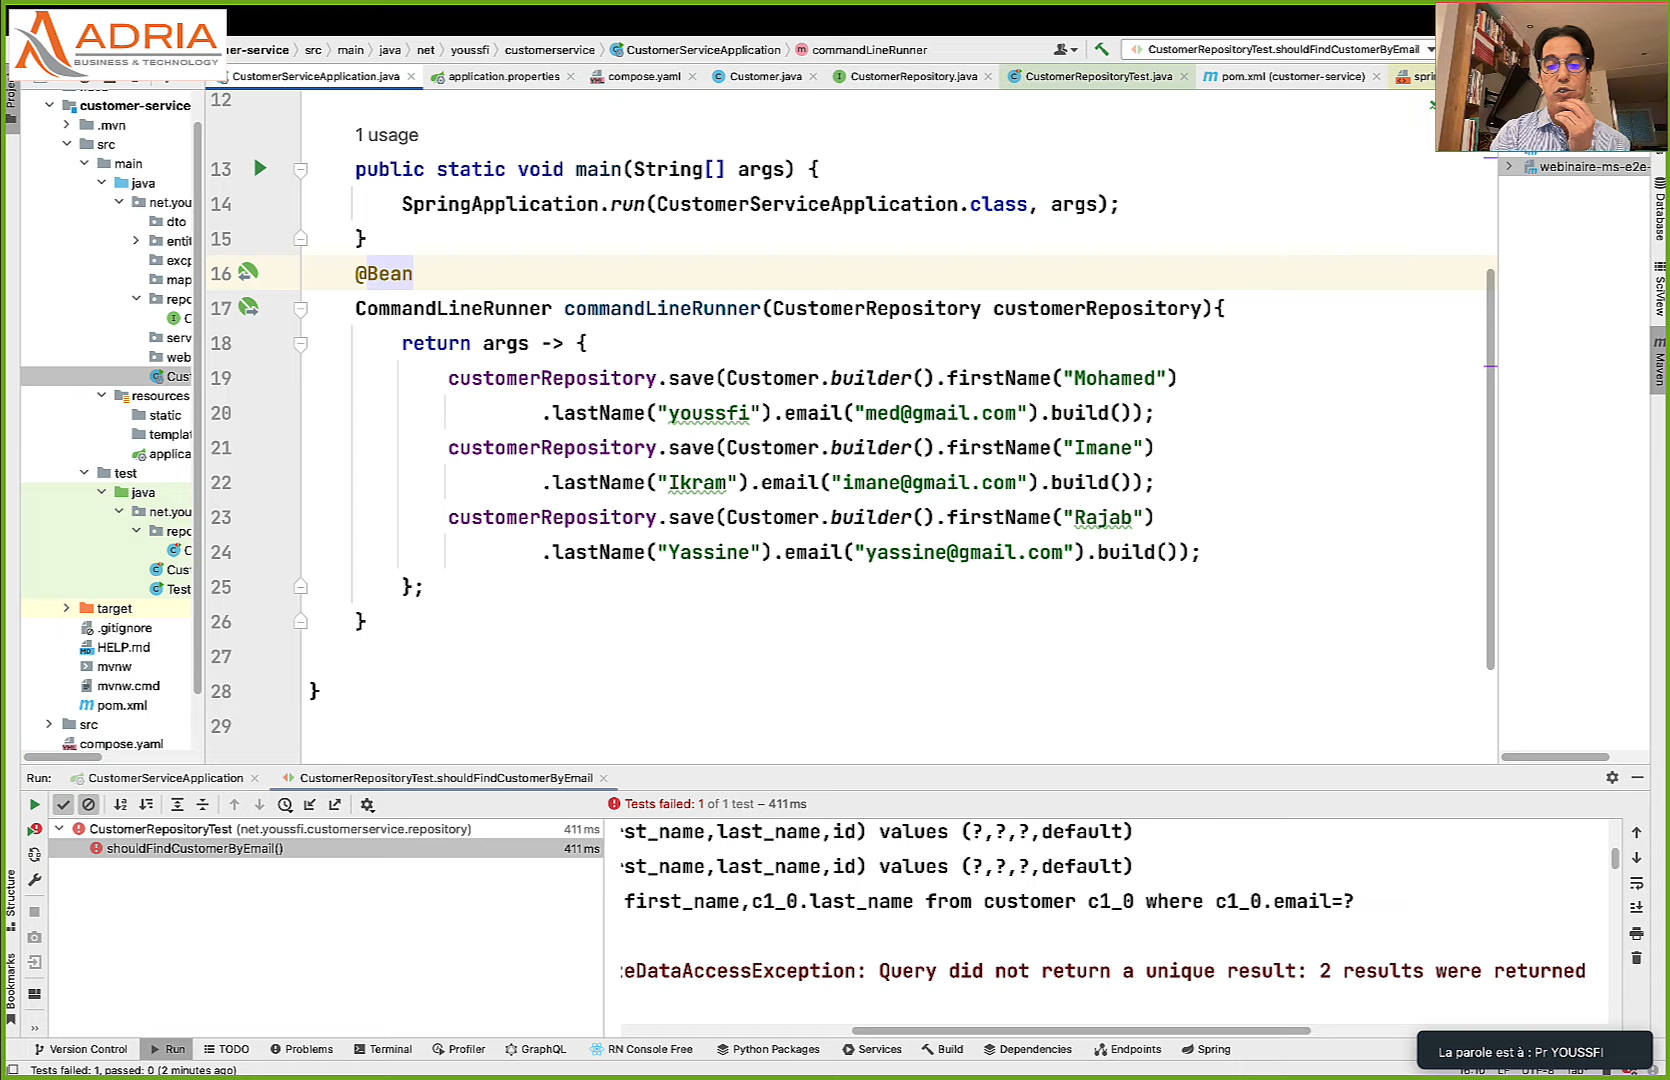 ADRIA
BUSINESS & TECHNOLOGY
er-service
src
main
java
net
youssfi
customerservice
CustomerServiceApplication
commandLineRunner
CustomerRepositoryTest.shouldFindCustomerByEmail
CustomerServiceApplication.java
application.properties
compose.yaml
Customer.java
CustomerRepository.java
CustomerRepositoryTest.java
pom.xml (customer-service)
spri
customer-service
.mvn
src
main
java
net.you
dto
entit
excp
map
repo
C
serv
web
Cus
resources
static
templat
applica
test
java
net.you
repo
C
Cus
Test
target
.gitignore
HELP.md
mvnw
mvnw.cmd
pom.xml
src
compose.yaml
12
1 usage
13 public static void main(String[] args) {
14 SpringApplication.run(CustomerServiceApplication.class, args);
15 }
16 @Bean
17 CommandLineRunner commandLineRunner(CustomerRepository customerRepository){
18 return args -> {
19 customerRepository.save(Customer.builder().firstName("Mohamed")
20 .lastName("youssfi").email("med@gmail.com").build());
21 customerRepository.save(Customer.builder().firstName("Imane")
22 .lastName("Ikram").email("imane@gmail.com").build());
23 customerRepository.save(Customer.builder().firstName("Rajab")
24 .lastName("Yassine").email("yassine@gmail.com").build());
25 };
26 }
27
28 }
29
webinaire-ms-e2e-
Database
SciView
Maven
Run:
CustomerServiceApplication
CustomerRepositoryTest.shouldFindCustomerByEmail
Tests failed: 1 of 1 test – 411 ms
CustomerRepositoryTest (net.youssfi.customerservice.repository) 411 ms
shouldFindCustomerByEmail() 411 ms
st_name,last_name,id) values (?,?,?,default)
st_name,last_name,id) values (?,?,?,default)
first_name,c1_0.last_name from customer c1_0 where c1_0.email=?
eDataAccessException: Query did not return a unique result: 2 results were returned
Structure
Bookmarks
Version Control
Run
TODO
Problems
Terminal
Profiler
GraphQL
RN Console Free
Python Packages
Services
Build
Dependencies
Endpoints
Spring
La parole est à : Pr YOUSSFI
Tests failed: 1, passed: 0 (2 minutes ago)